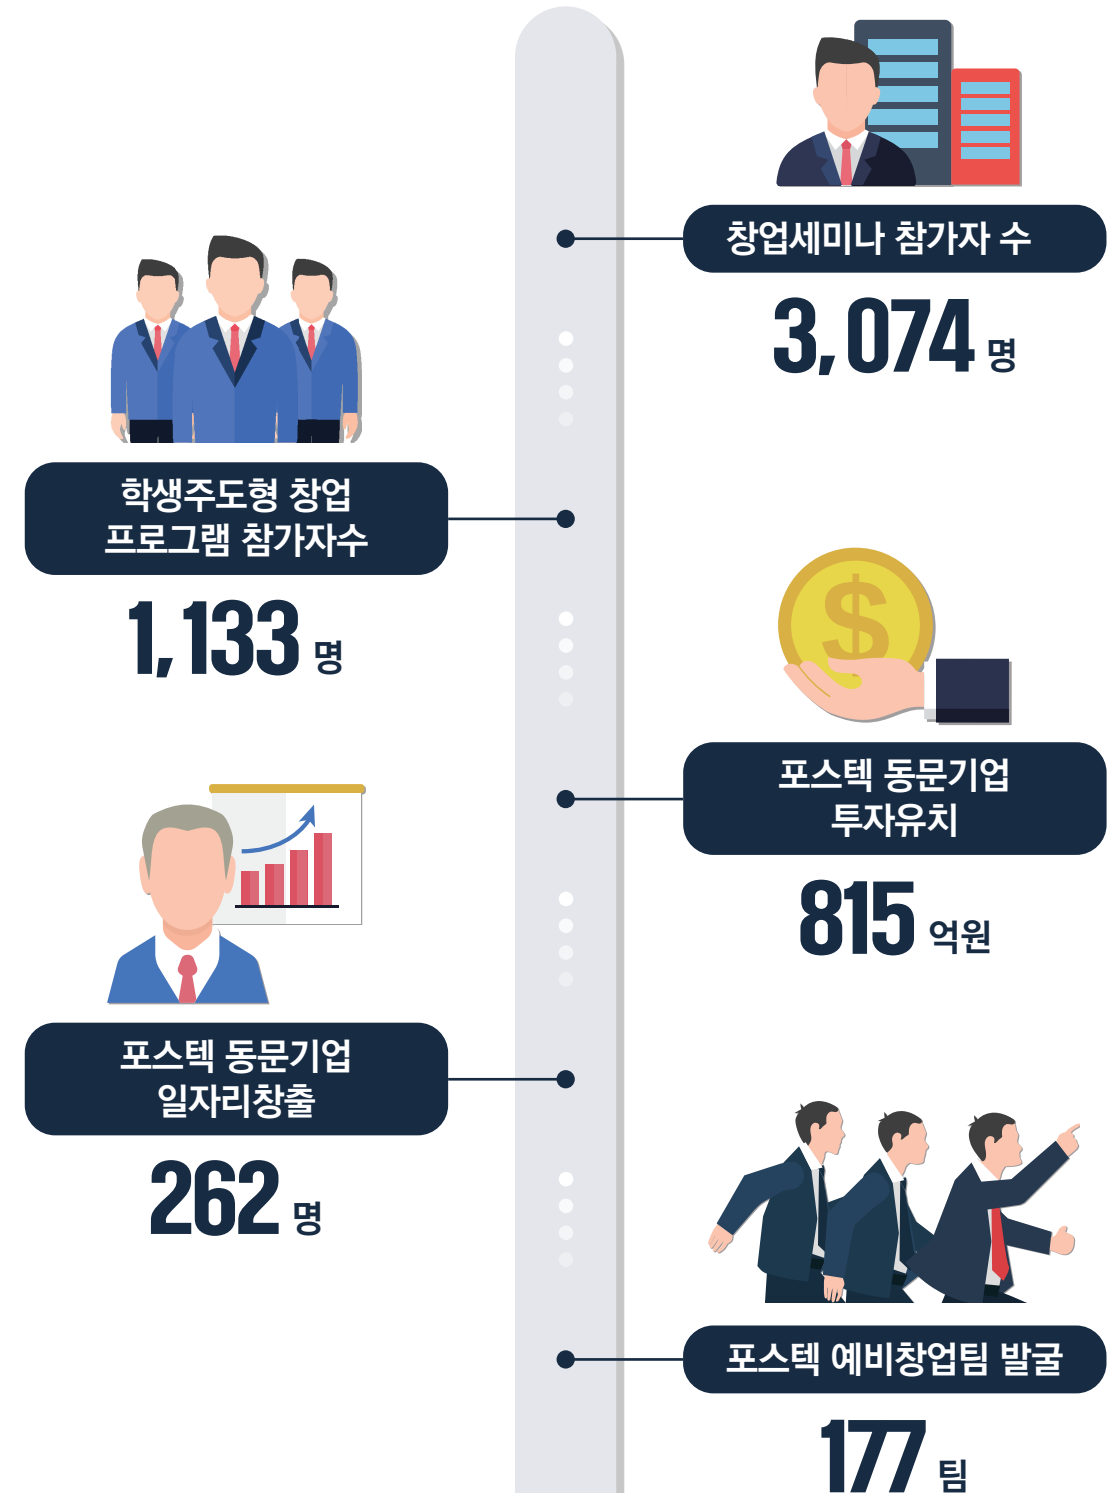 창업세미나 참가자 수
3,074 명
학생주도형 창업
프로그램 참가자수
1,133 명
$
포스텍 동문기업
투자유치
815 억원
포스텍 동문기업
일자리창출
262 명
포스텍 예비창업팀 발굴
177 팀